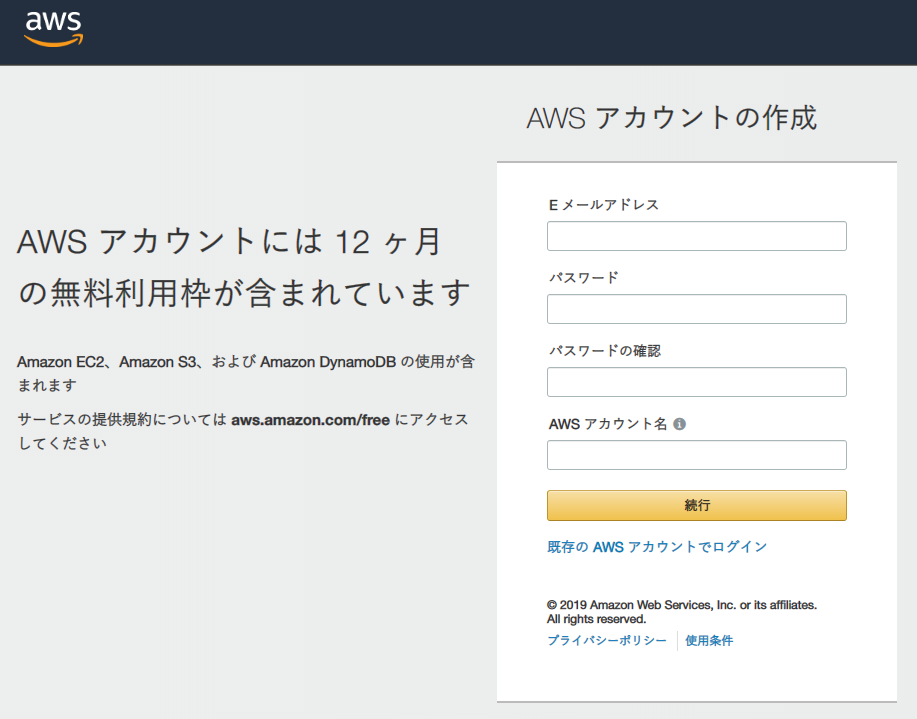 aws
AWS アカウントには 12 ヶ月
の無料利用枠が含まれています
Amazon EC2、Amazon S3、および Amazon DynamoDB の使用が含
まれます
サービスの提供規約については aws.amazon.com/free にアクセス
してください
AWS アカウントの作成
E メールアドレス
パスワード
パスワードの確認
AWS アカウント名 i
続行
既存の AWS アカウントでログイン
© 2019 Amazon Web Services, Inc. or its affiliates.
All rights reserved.
プライバシーポリシー 使用条件